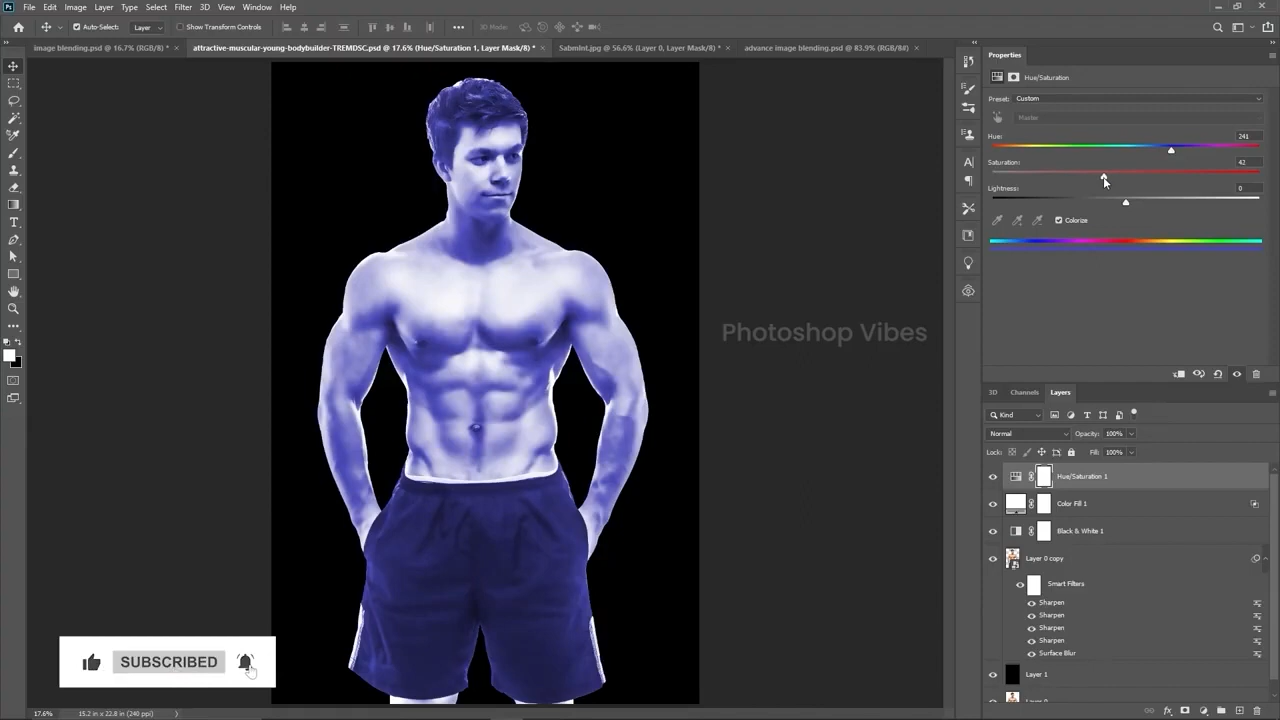 File Edit Image Layer Type Select Filter 3D View Window Help
Auto-Select: Layer Show Transform Controls 3D Mode:
image blending.psd @ 16.7% (RGB/8) * × attractive-muscular-young-bodybuilder-TREMDSC.psd @ 17.6% (Hue/Saturation 1, Layer Mask/8) * × SabmInt.jpg @ 56.6% (Layer 0, Layer Mask/8) * × advance image blending.psd @ 83.9% (RGB/8#) ×
Properties
Hue/Saturation
Preset: Custom
Master
Hue: 241
Saturation: 42
Lightness: 0
Colorize
Photoshop Vibes
3D Channels Layers
Kind
Normal Opacity: 100%
Lock: Fill: 100%
Hue/Saturation 1
Color Fill 1
Black & White 1
Layer 0 copy
Smart Filters
Sharpen
Sharpen
Sharpen
Sharpen
Surface Blur
Layer 1
SUBSCRIBED
17.6% 15.2 in x 22.8 in (240 ppi)